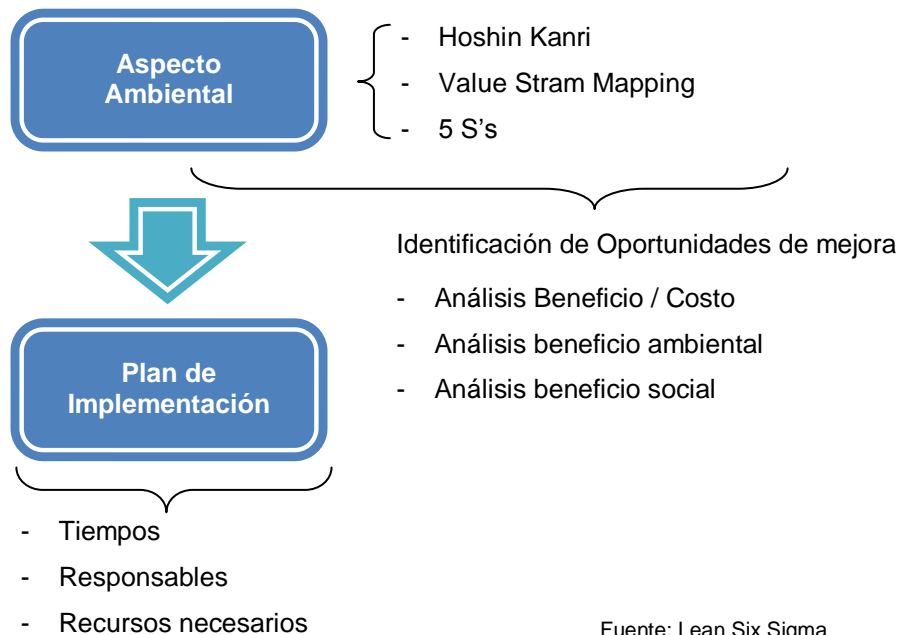 Aspecto
Ambiental
- Hoshin Kanri
- Value Stram Mapping
- 5 S’s
Identificación de Oportunidades de mejora
- Análisis Beneficio / Costo
- Análisis beneficio ambiental
- Análisis beneficio social
Plan de
Implementación
- Tiempos
- Responsables
- Recursos necesarios
Fuente: Lean Six Sigma